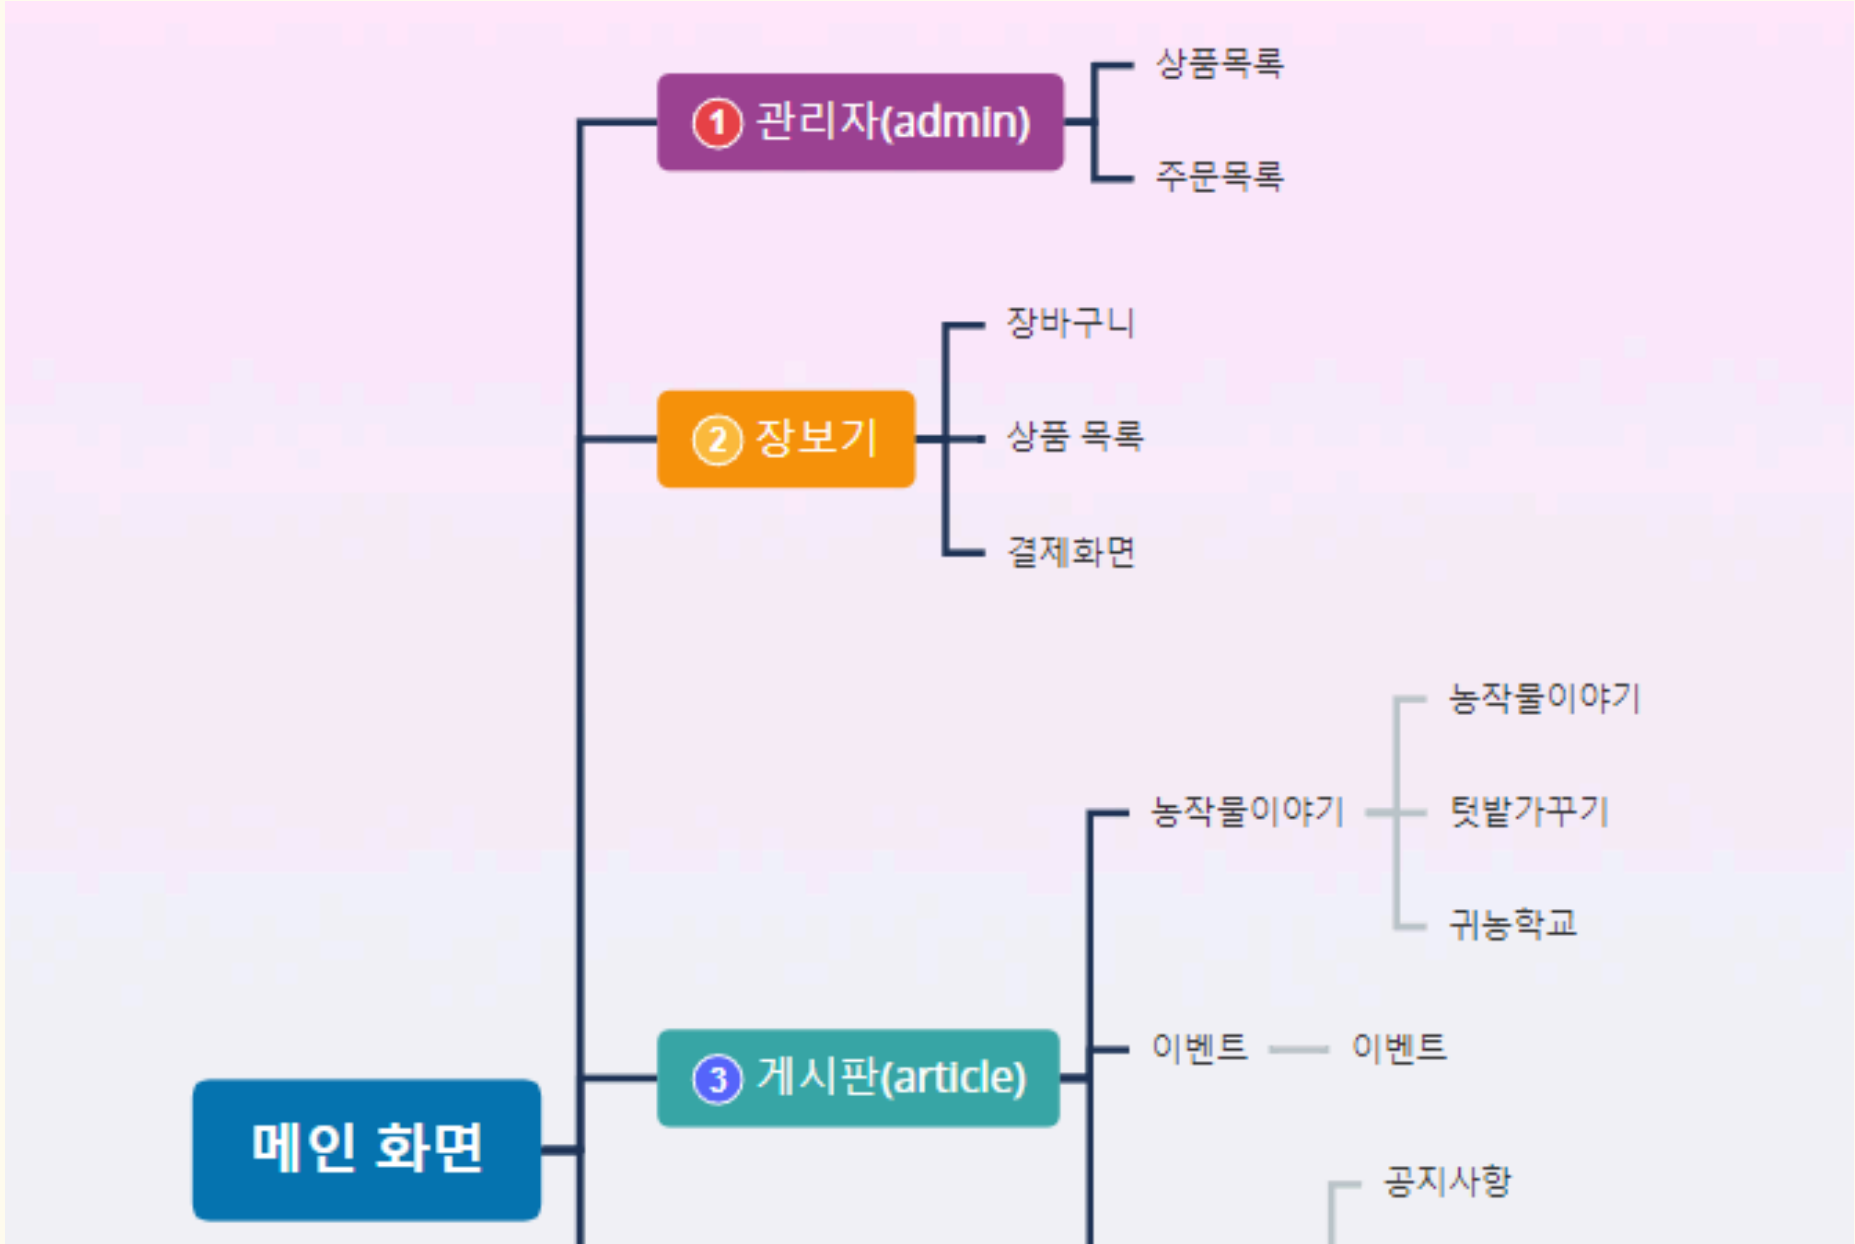 상품목록
1 관리자(admin)
주문목록
장바구니
2 장보기
상품 목록
결제화면
농작물이야기
농작물이야기
텃밭가꾸기
귀농학교
3 게시판(article)
이벤트
이벤트
메인 화면
공지사항